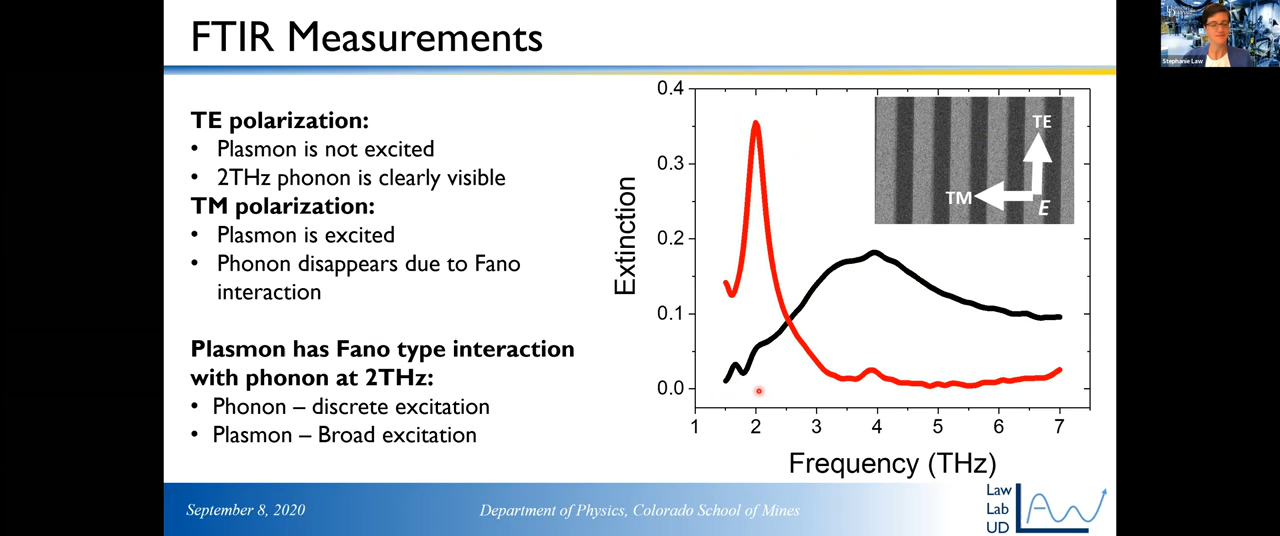 FTIR Measurements
TE polarization:
• Plasmon is not excited
• 2THz phonon is clearly visible
TM polarization:
• Plasmon is excited
• Phonon disappears due to Fano
interaction
Plasmon has Fano type interaction
with phonon at 2THz:
• Phonon – discrete excitation
• Plasmon – Broad excitation
Extinction
0.4
0.3
0.2
0.1
0.0
1 2 3 4 5 6 7
Frequency (THz)
TE
TM
E
September 8, 2020
Department of Physics, Colorado School of Mines
Law
Lab
UD
Stephanie Law